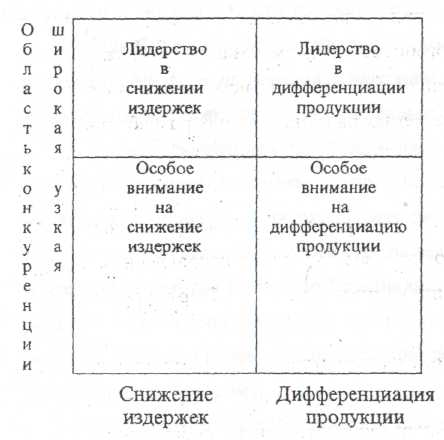 Область конкуренции
широкая
узкая
Лидерство
в
снижении
издержек
Лидерство
в
дифференциации
продукции
Особое
внимание
на
снижение
издержек
Особое
внимание
на
дифференциацию
продукции
Снижение
издержек
Дифференциация
продукции